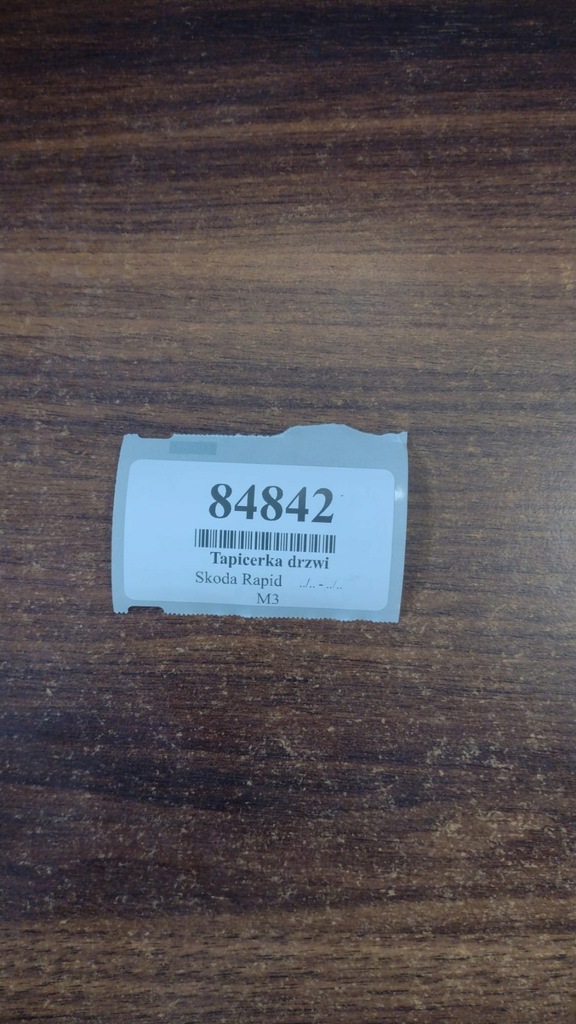 84842
Tapicerka drzwi
Skoda Rapid ../.. - ../..
M3